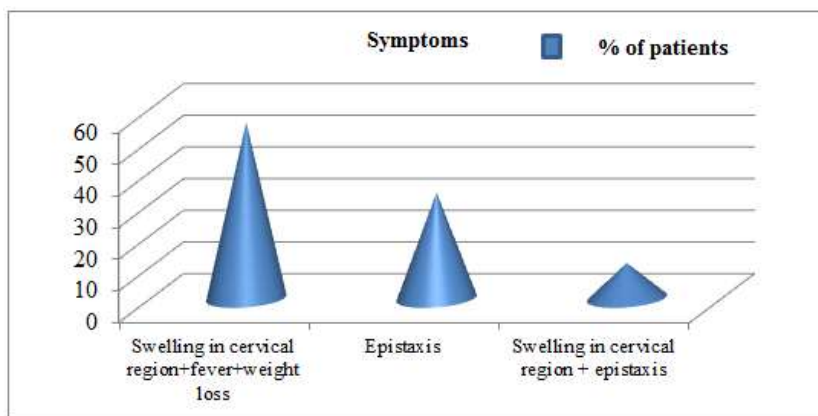 Symptoms
% of patients
60
50
40
30
20
10
0
Swelling in cervical
region+fever+weight
loss
Epistaxis
Swelling in cervical
region + epistaxis